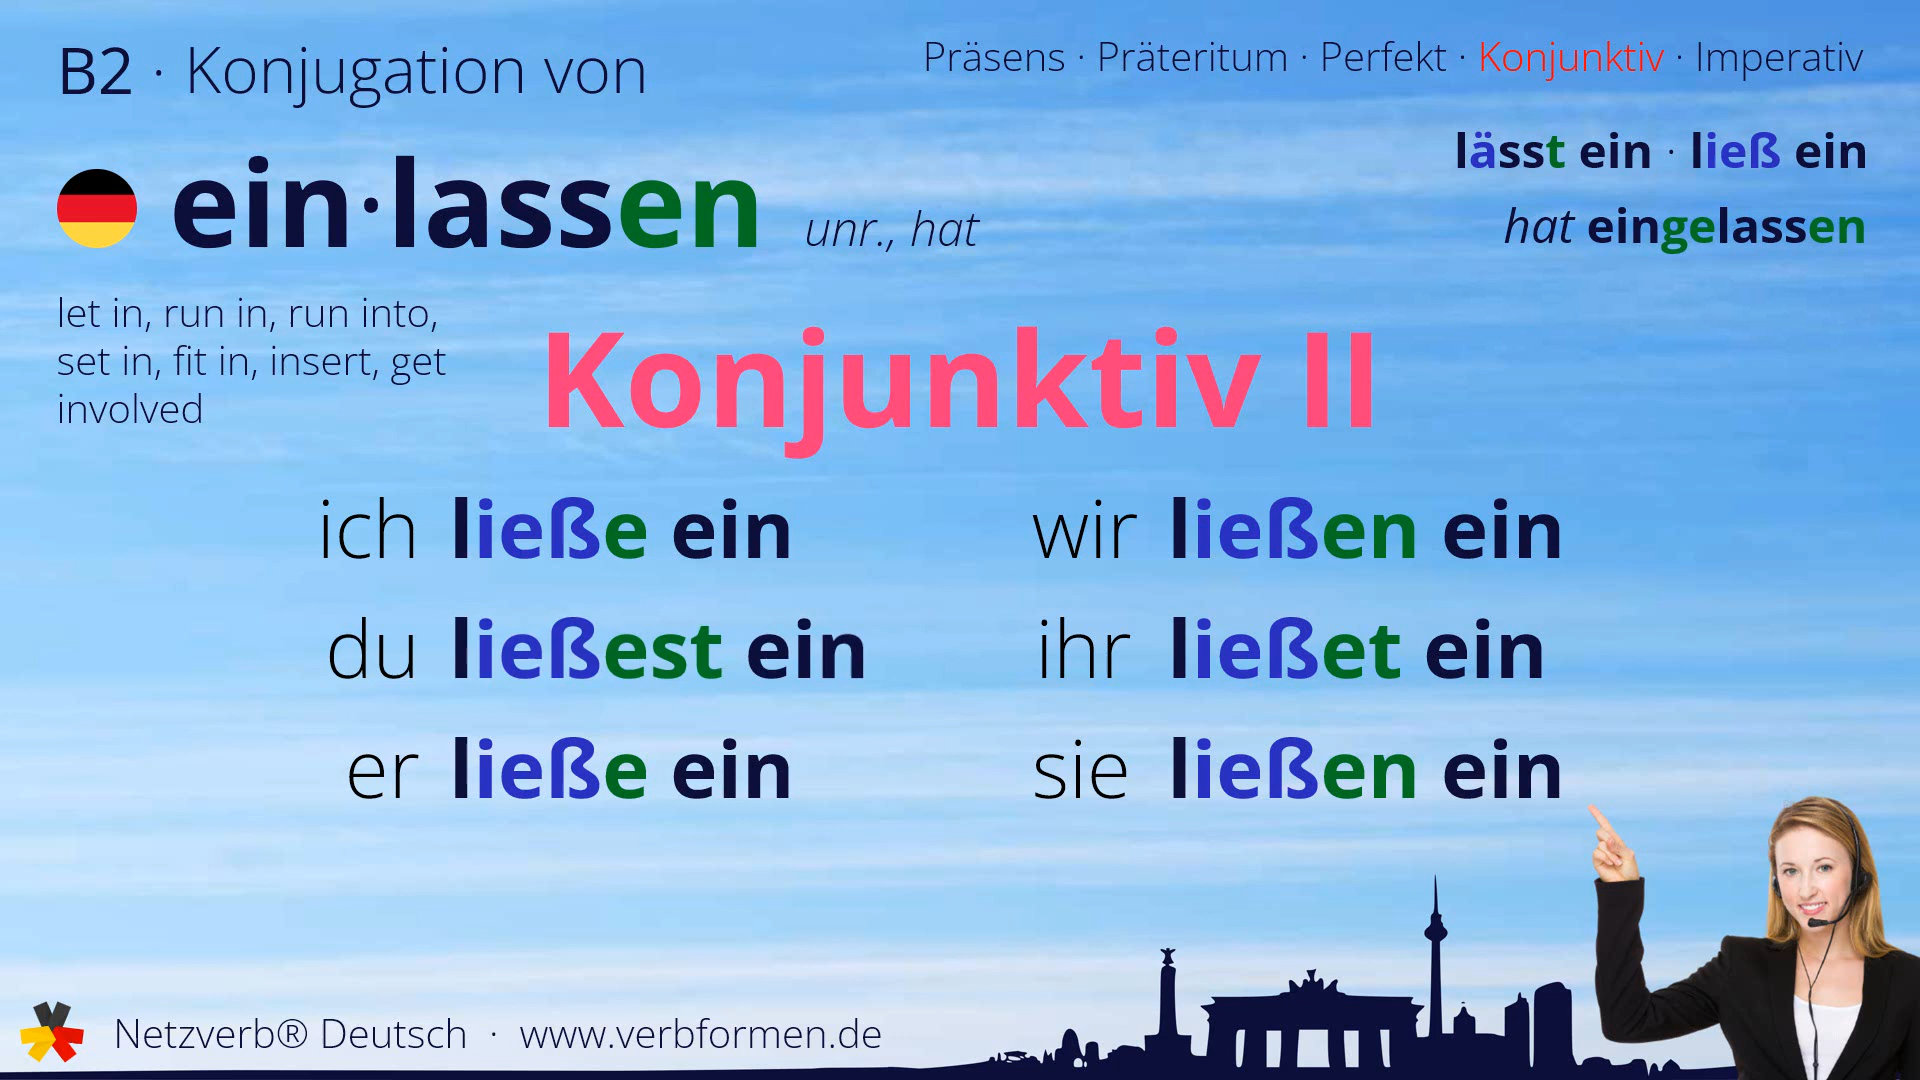 B2 · Konjugation von
Präsens · Präteritum · Perfekt · Konjunktiv · Imperativ
ein·lassen unr., hat
lässt ein · ließ ein
hat eingelassen
let in, run in, run into,
set in, fit in, insert, get
involved
Konjunktiv II
ich ließe ein
du ließest ein
er ließe ein
wir ließen ein
ihr ließet ein
sie ließen ein
Netzverb® Deutsch · www.verbformen.de